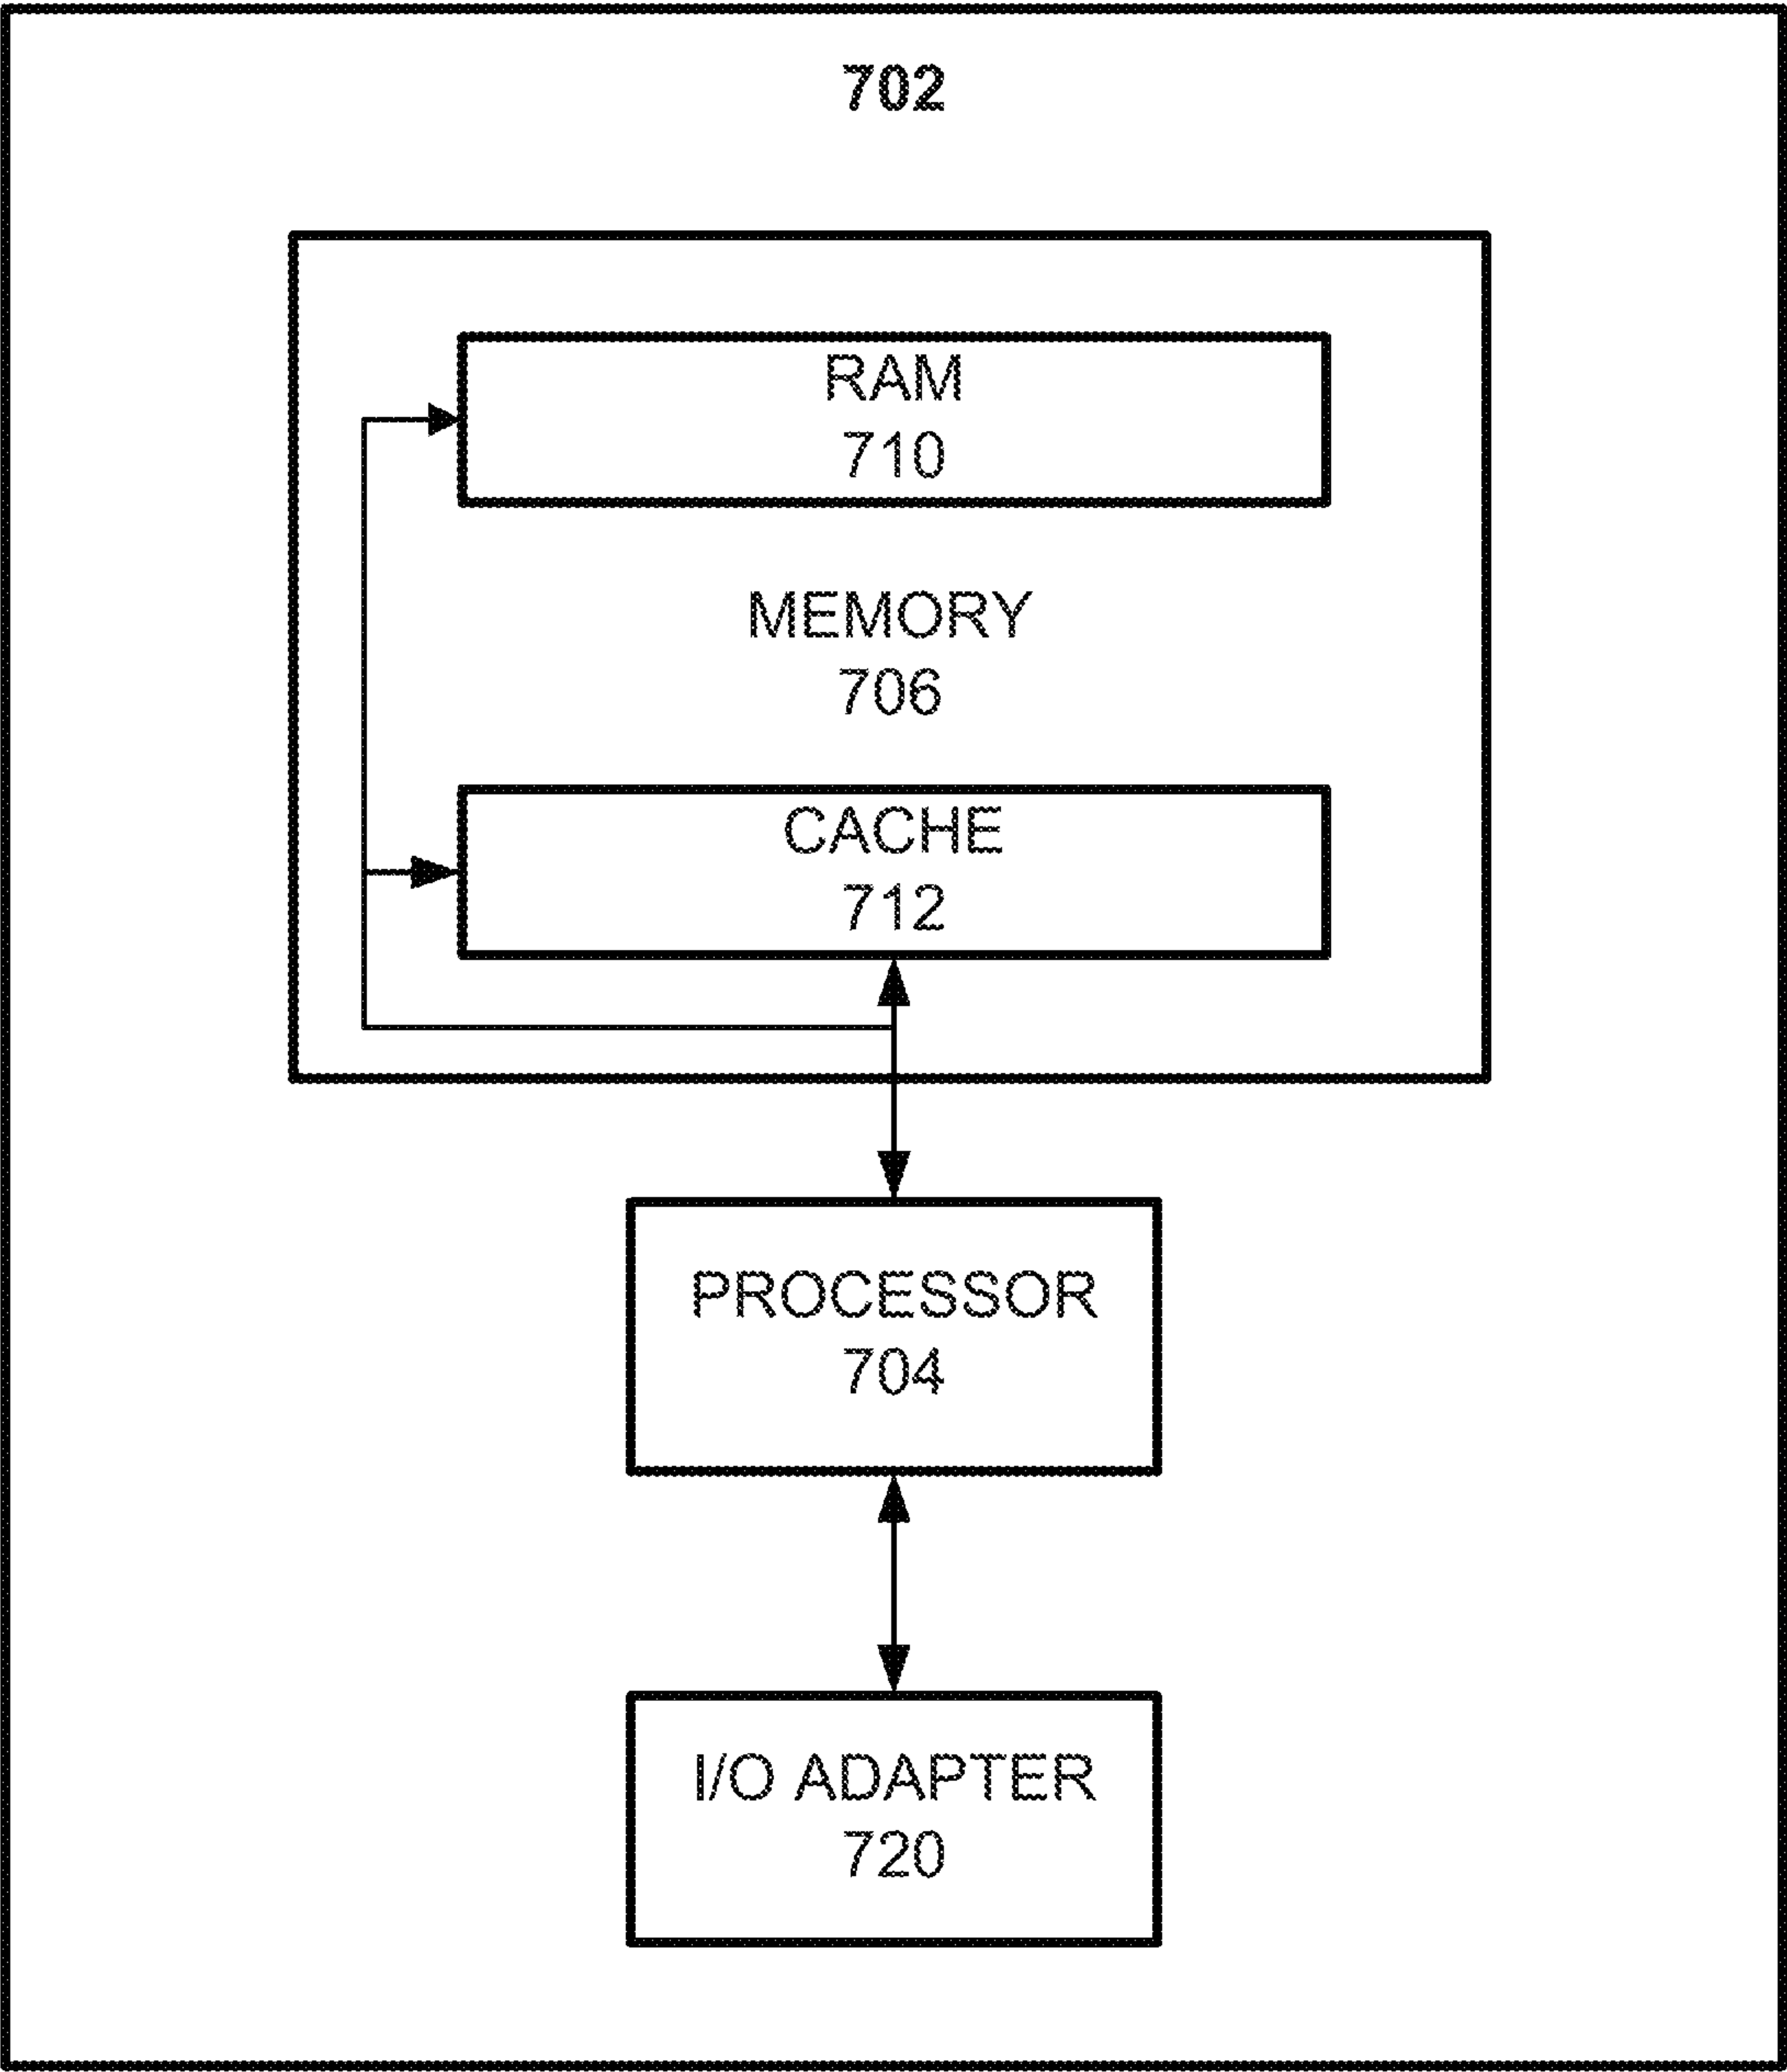 702
RAM
710
MEMORY
706
CACHE
712
PROCESSOR
704
I/O ADAPTER
720